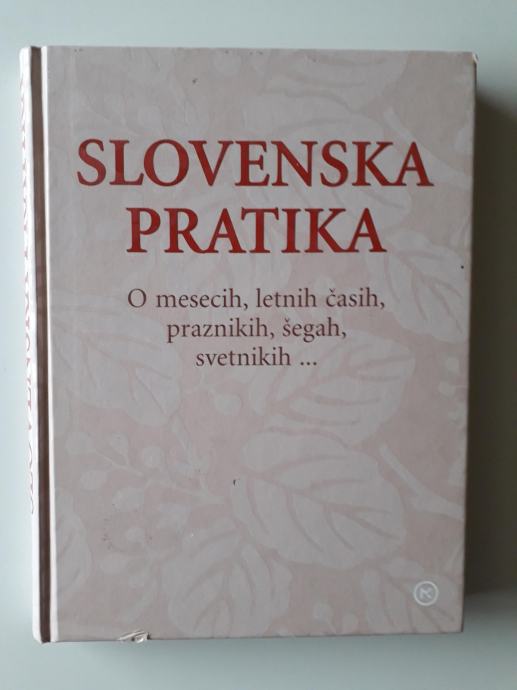 SLOVENSKA
PRATIKA
O mesecih, letnih časih,
praznikih, šegah,
svetnikih ...